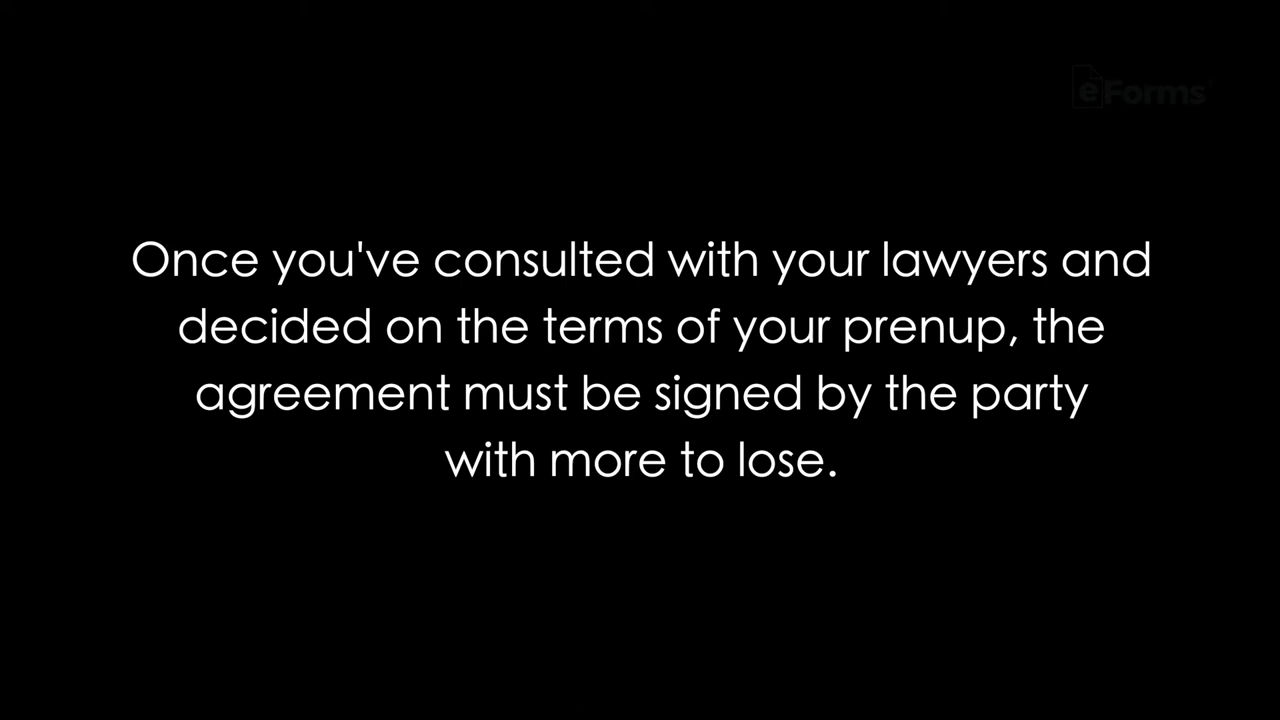 eForms
Once you've consulted with your lawyers and
decided on the terms of your prenup, the
agreement must be signed by the party
with more to lose.